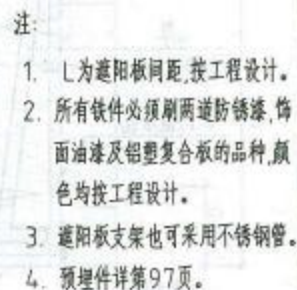 注:
1. L为遮阳板间距,按工程设计。
2. 所有铁件必须刷两道防锈漆,饰
面油漆及铝塑复合板的品种,颜
色均按工程设计。
3. 遮阳板支架也可采用不锈钢管。
4. 预埋件详第97页。